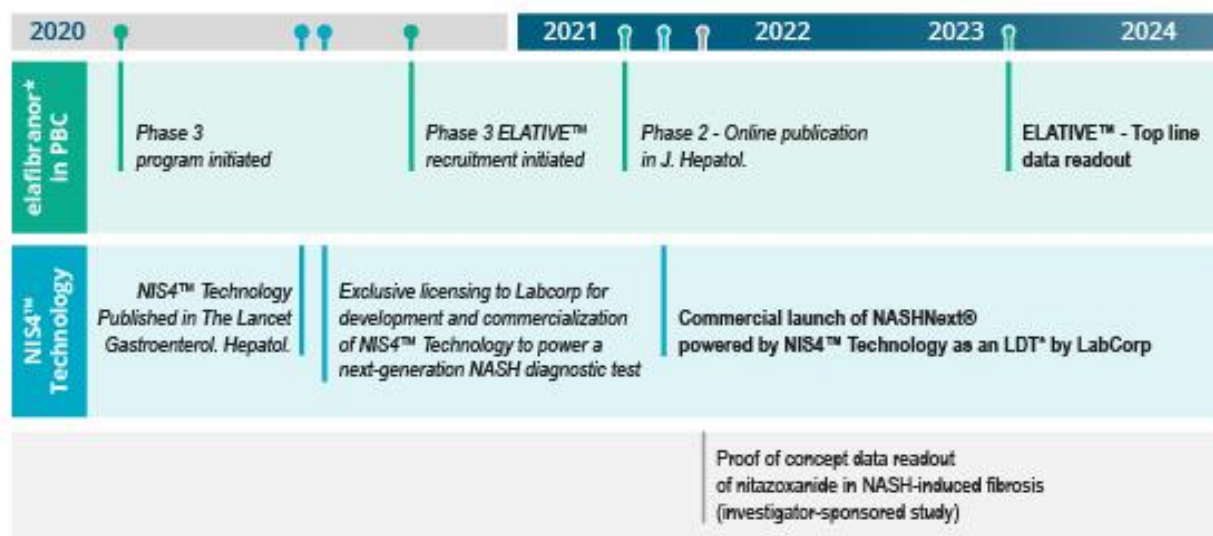 2020 2021 2022 2023 2024
elafibranor*
in PBC
Phase 3
program initiated
Phase 3 ELATIVE™
recruitment initiated
Phase 2 - Online publication
in J. Hepatol.
ELATIVE™ - Top line
data readout
NIS4™
Technology
NIS4™ Technology
Published in The Lancet
Gastroenterol. Hepatol.
Exclusive licensing to Labcorp for
development and commercialization
of NIS4™ Technology to power a
next-generation NASH diagnostic test
Commercial launch of NASHNext®
powered by NIS4™ Technology as an LDT* by LabCorp
Proof of concept data readout
of nitazoxanide in NASH-induced fibrosis
(investigator-sponsored study)